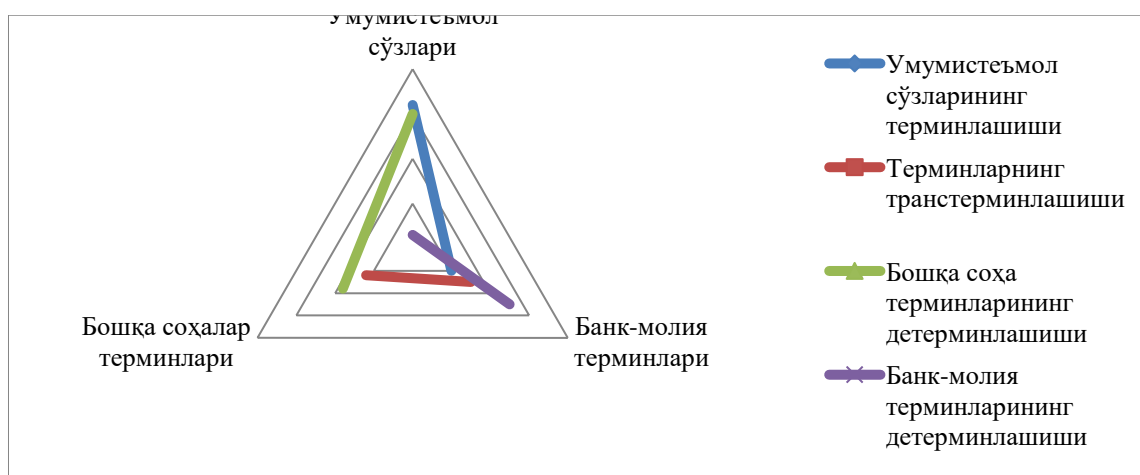 Умумистеъмол
сўзлари
Бошқа соҳалар
терминлари
Банк-молия
терминлари
Умумистеъмол
сўзларининг
терминлашиши
Терминларнинг
транстерминлашиши
Бошқа соҳа
терминларининг
детерминлашиши
Банк-молия
терминларининг
детерминлашиши